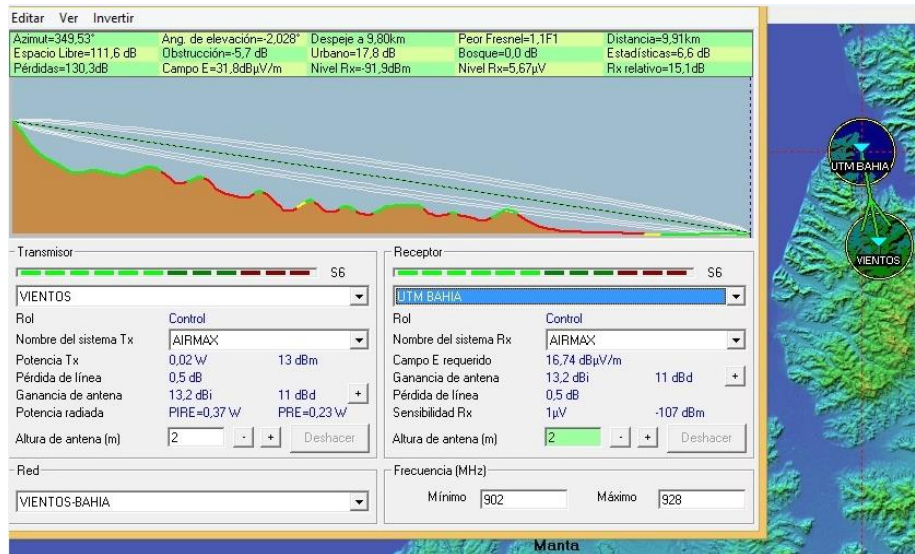 Editar Ver Invertir
Azimut=349,53° Ang. de elevación=-2,028° Despeje a 9,80km Peor Fresnel=1,1F1 Distancia=9,91km
Espacio Libre=111,6 dB Obstrucción=-5,7 dB Urbano=17,8 dB Bosque=0,0 dB Estadísticas=6,6 dB
Pérdidas=130,3dB Campo E=31,8dBμV/m Nivel Rx=-91,9dBm Nivel Rx=5,67μV Rx relativo=15,1dB
UTM BAHIA
VIENTOS
Transmisor
S6
VIENTOS
Rol Control
Nombre del sistema Tx AIRMAX
Potencia Tx 0,02 W 13 dBm
Pérdida de línea 0,5 dB
Ganancia de antena 13,2 dBi 11 dBd +
Potencia radiada PIRE=0,37 W PRE=0,23 W
Altura de antena (m) 2 - + Deshacer
Receptor
S6
UTM BAHIA
Rol Control
Nombre del sistema Rx AIRMAX
Campo E requerido 16,74 dBμV/m
Ganancia de antena 13,2 dBi 11 dBd +
Pérdida de línea 0,5 dB
Sensibilidad Rx 1μV -107 dBm
Altura de antena (m) 2 - + Deshacer
Red
VIENTOS-BAHIA
Frecuencia (MHz)
Mínimo 902 Máximo 928
Manta